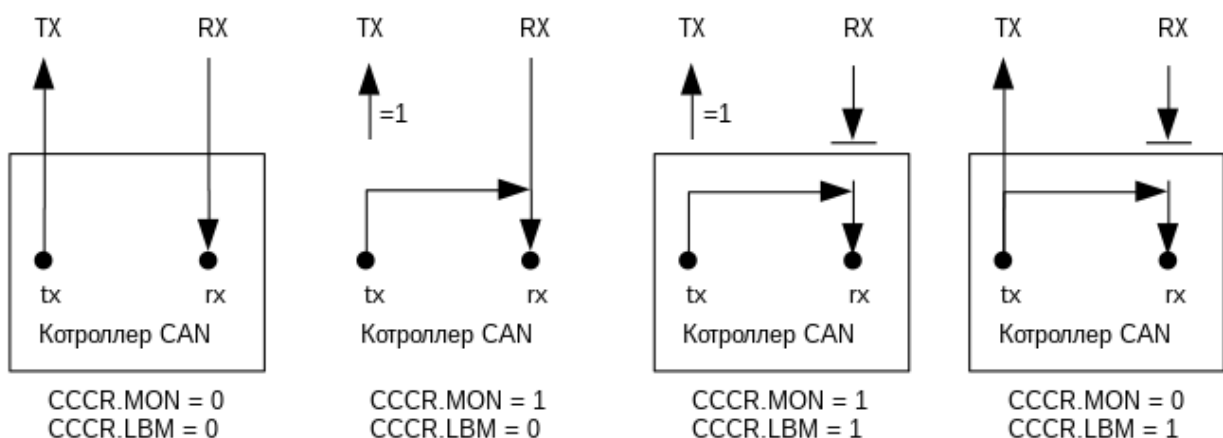 TX RX TX RX TX RX TX RX
=1 =1
tx rx tx rx tx rx tx rx
Котроллер CAN Котроллер CAN Котроллер CAN Котроллер CAN
CCCR.MON = 0 CCCR.MON = 1 CCCR.MON = 1 CCCR.MON = 0
CCCR.LBM = 0 CCCR.LBM = 0 CCCR.LBM = 1 CCCR.LBM = 1